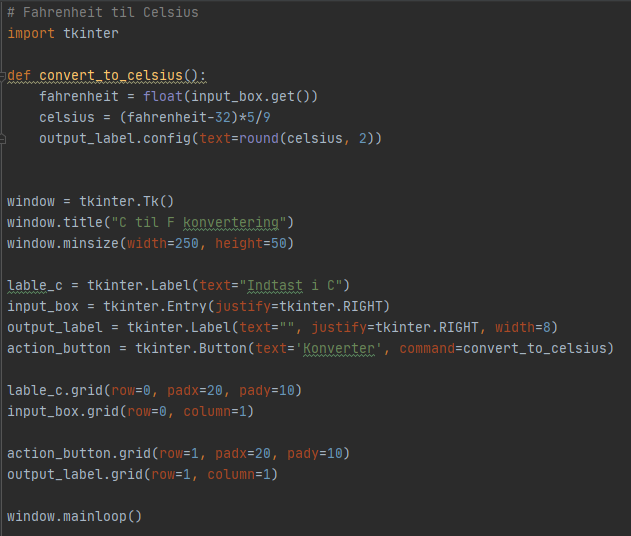 # Fahrenheit til Celsius
import tkinter
def convert_to_celsius():
    fahrenheit = float(input_box.get())
    celsius = (fahrenheit-32)*5/9
    output_label.config(text=round(celsius, 2))
window = tkinter.Tk()
window.title("C til F konvertering")
window.minsize(width=250, height=50)
lable_c = tkinter.Label(text="Indtast i C")
input_box = tkinter.Entry(justify=tkinter.RIGHT)
output_label = tkinter.Label(text="", justify=tkinter.RIGHT, width=8)
action_button = tkinter.Button(text='Konverter', command=convert_to_celsius)
lable_c.grid(row=0, padx=20, pady=10)
input_box.grid(row=0, column=1)
action_button.grid(row=1, padx=20, pady=10)
output_label.grid(row=1, column=1)
window.mainloop()